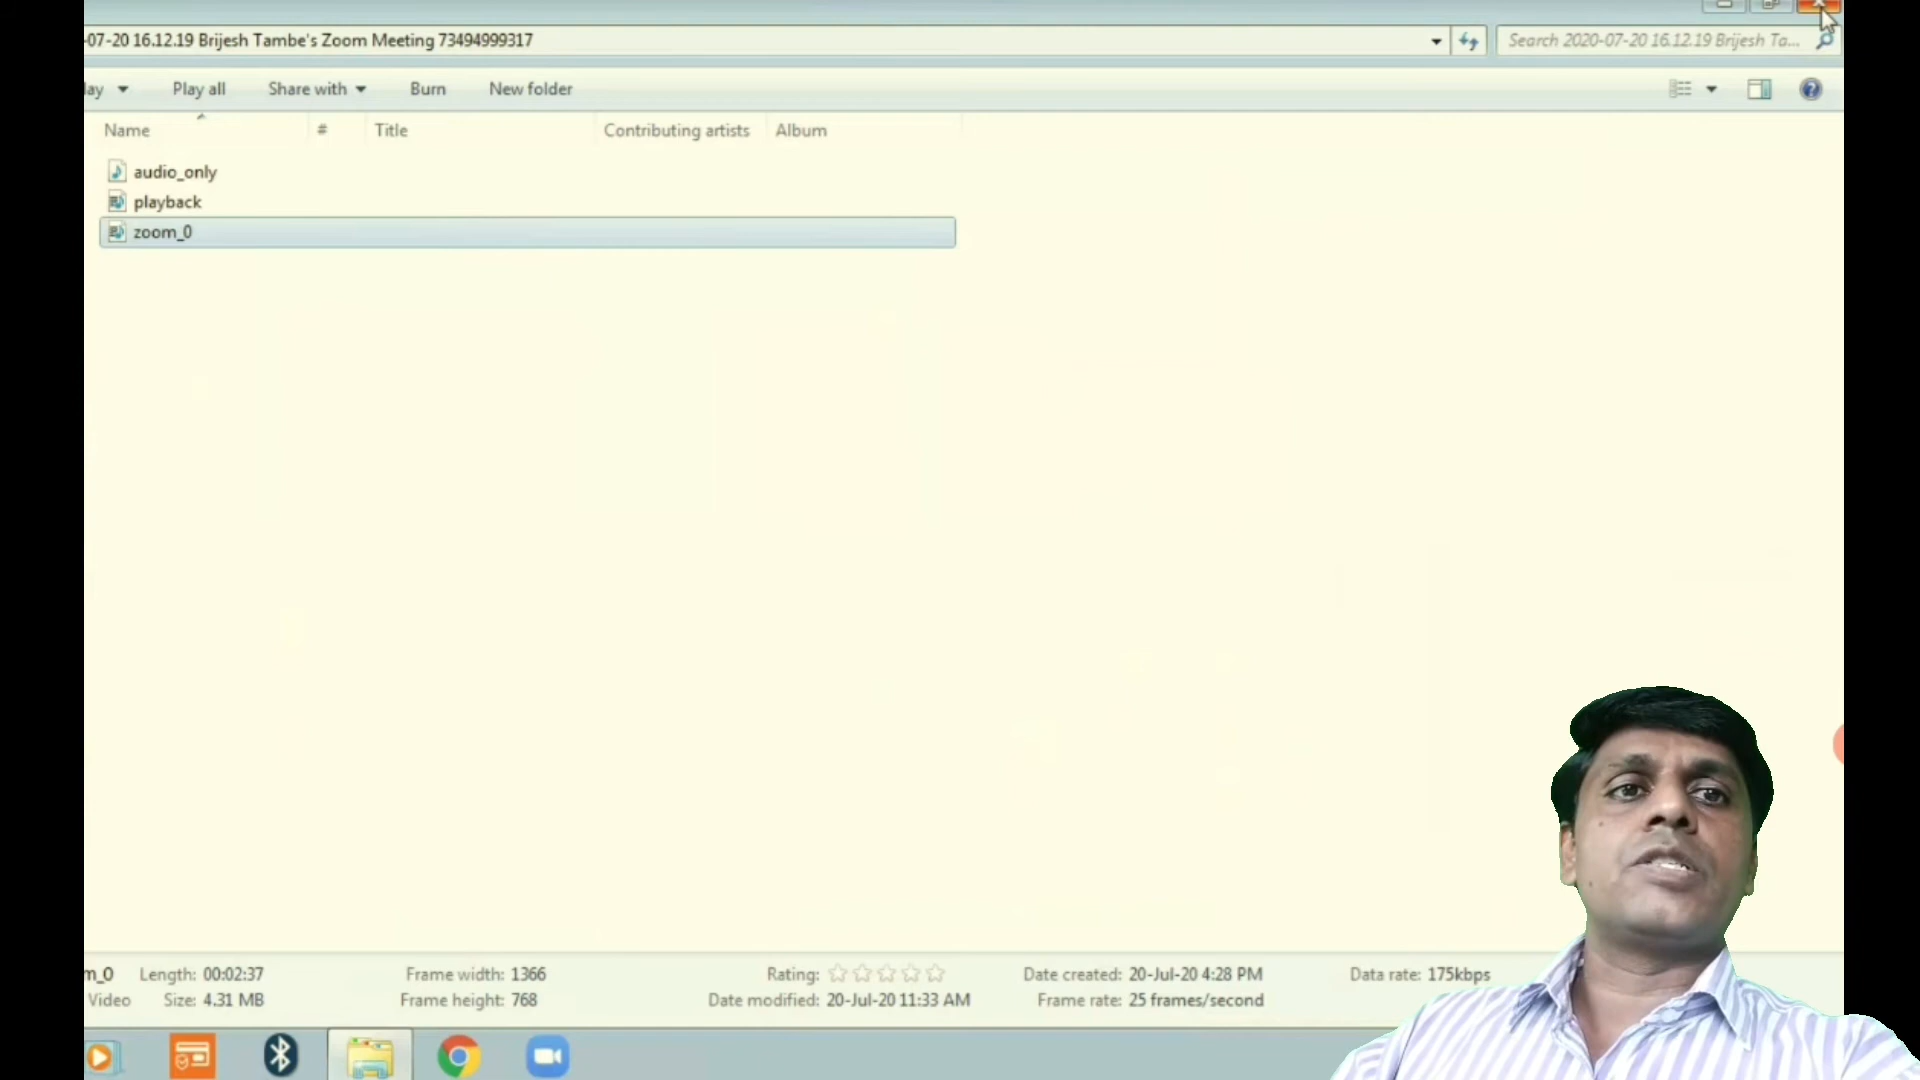 -07-20 16.12.19 Brijesh Tambe's Zoom Meeting 73494999317
Search 2020-07-20 16.12.19 Brijesh Ta...
lay Play all Share with Burn New folder
Name # Title Contributing artists Album
audio_only
playback
zoom_0
m_0 Length: 00:02:37 Frame width: 1366 Rating: Date created: 20-Jul-20 4:28 PM Data rate: 175kbps
Video Size: 4.31 MB Frame height: 768 Date modified: 20-Jul-20 11:33 AM Frame rate: 25 frames/second